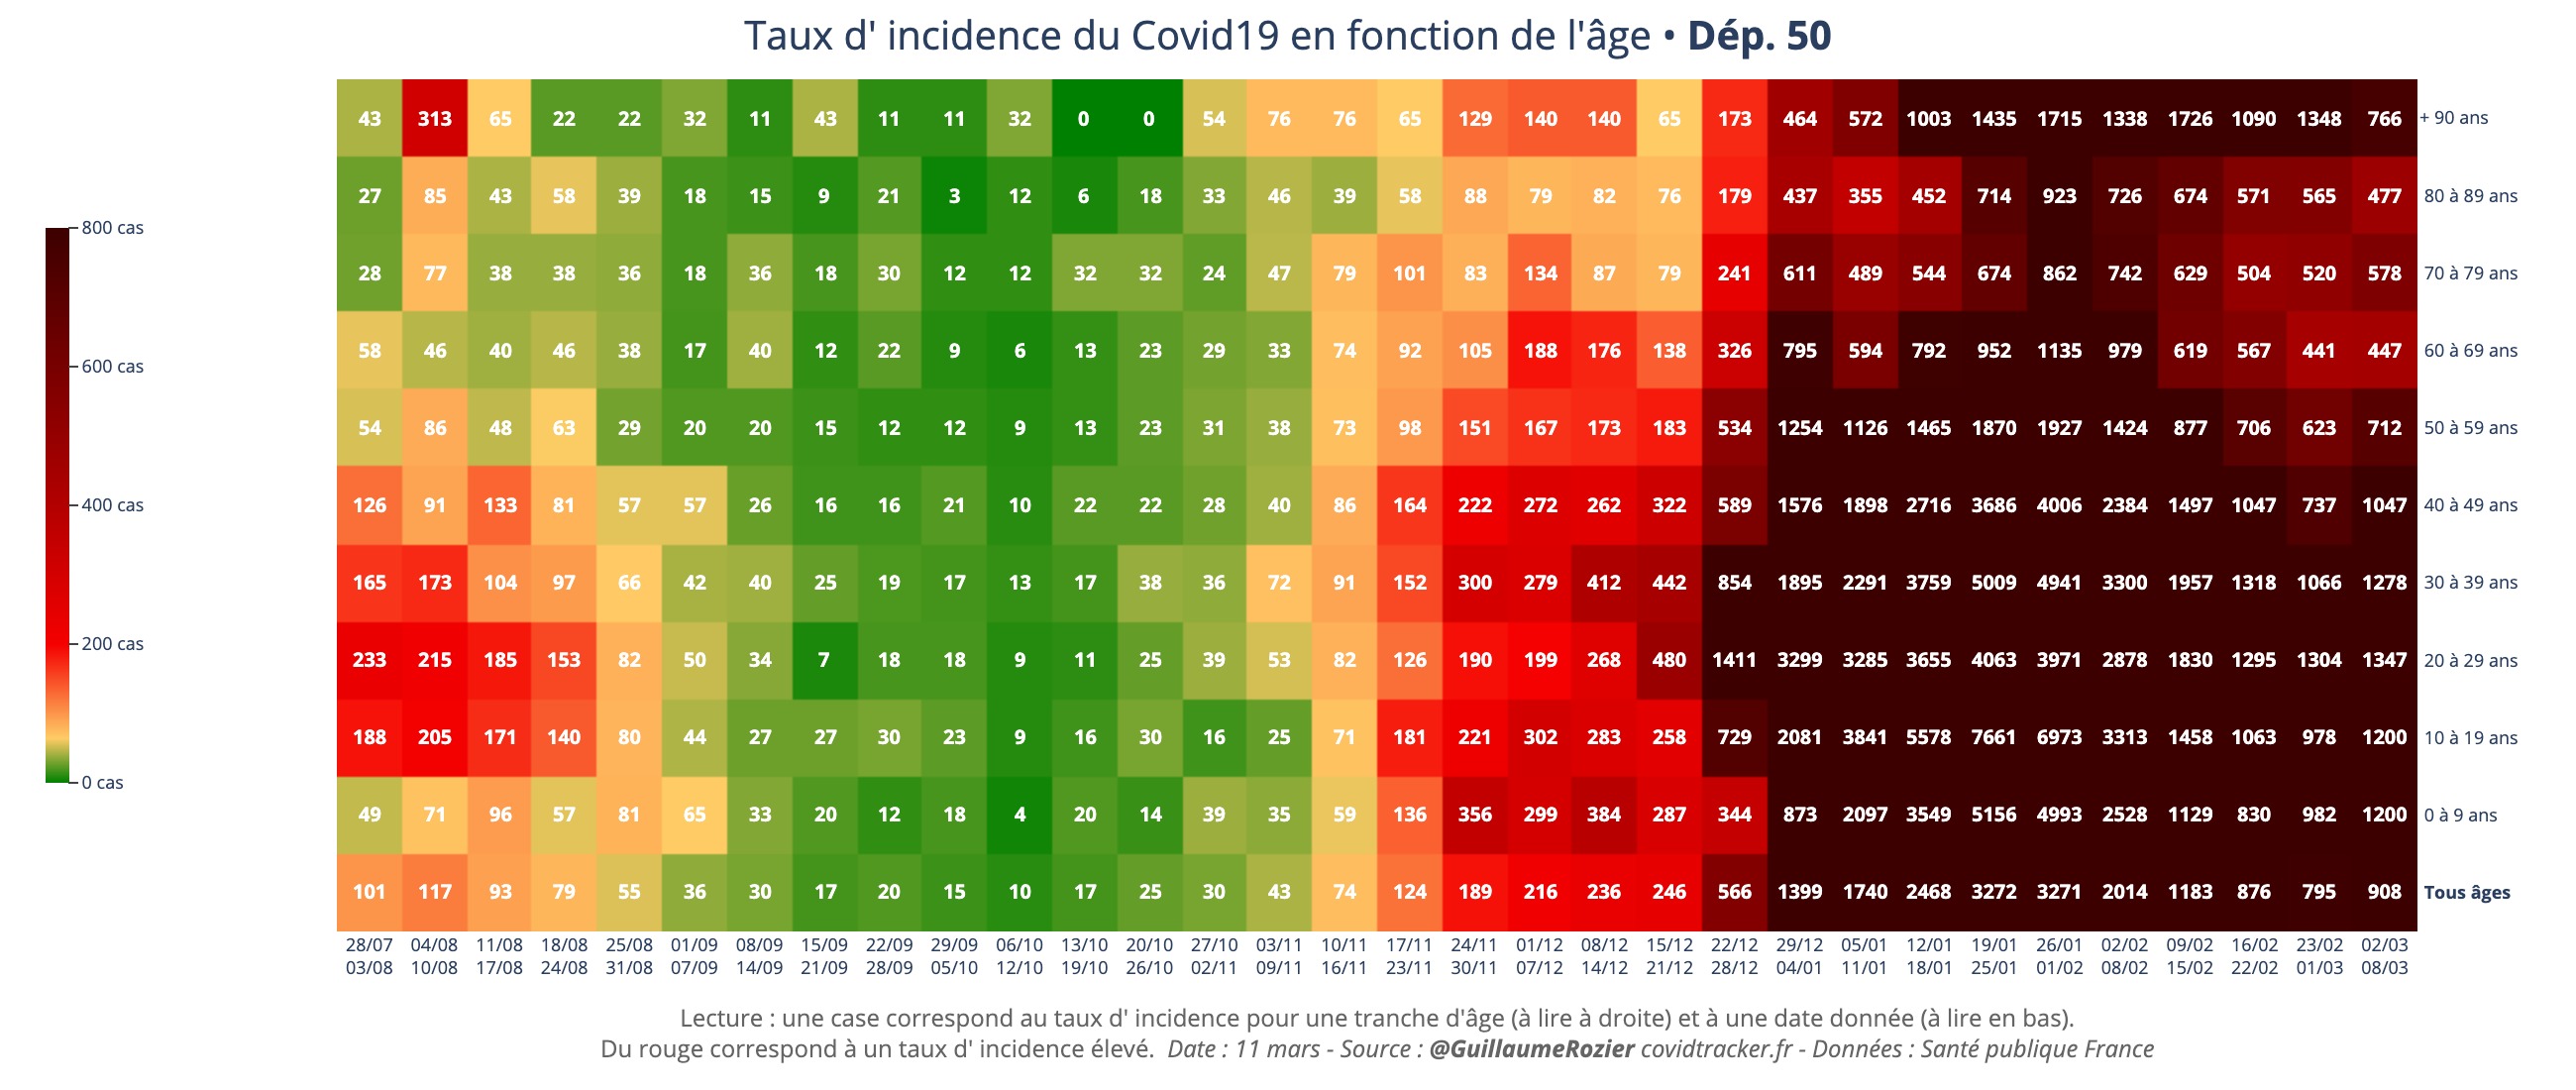 Taux d' incidence du Covid19 en fonction de l'âge • Dép. 50
43 313 65 22 22 32 11 43 11 11 32 0 0 54 76 76 65 129 140 140 65 173 464 572 1003 1435 1715 1338 1726 1090 1348 766 + 90 ans
27 85 43 58 39 18 15 9 21 3 12 6 18 33 46 39 58 88 79 82 76 179 437 355 452 714 923 726 674 571 565 477 80 à 89 ans
800 cas
28 77 38 38 36 18 36 18 30 12 12 32 32 24 47 79 101 83 134 87 79 241 611 489 544 674 862 742 629 504 520 578 70 à 79 ans
58 46 40 46 38 17 40 12 22 9 6 13 23 29 33 74 92 105 188 176 138 326 795 594 792 952 1135 979 619 567 441 447 60 à 69 ans
600 cas
54 86 48 63 29 20 20 15 12 12 9 13 23 31 38 73 98 151 167 173 183 534 1254 1126 1465 1870 1927 1424 877 706 623 712 50 à 59 ans
400 cas
126 91 133 81 57 57 26 16 16 21 10 22 22 28 40 86 164 222 272 262 322 589 1576 1898 2716 3686 4006 2384 1497 1047 737 1047 40 à 49 ans
165 173 104 97 66 42 40 25 19 17 13 17 38 36 72 91 152 300 279 412 442 854 1895 2291 3759 5009 4941 3300 1957 1318 1066 1278 30 à 39 ans
200 cas
233 215 185 153 82 50 34 7 18 18 9 11 25 39 53 82 126 190 199 268 480 1411 3299 3285 3655 4063 3971 2878 1830 1295 1304 1347 20 à 29 ans
188 205 171 140 80 44 27 27 30 23 9 16 30 16 25 71 181 221 302 283 258 729 2081 3841 5578 7661 6973 3313 1458 1063 978 1200 10 à 19 ans
0 cas
49 71 96 57 81 65 33 20 12 18 4 20 14 39 35 59 136 356 299 384 287 344 873 2097 3549 5156 4993 2528 1129 830 982 1200 0 à 9 ans
101 117 93 79 55 36 30 17 20 15 10 17 25 30 43 74 124 189 216 236 246 566 1399 1740 2468 3272 3271 2014 1183 876 795 908 Tous âges
28/07 04/08 11/08 18/08 25/08 01/09 08/09 15/09 22/09 29/09 06/10 13/10 20/10 27/10 03/11 10/11 17/11 24/11 01/12 08/12 15/12 22/12 29/12 05/01 12/01 19/01 26/01 02/02 09/02 16/02 23/02 02/03
03/08 10/08 17/08 24/08 31/08 07/09 14/09 21/09 28/09 05/10 12/10 19/10 26/10 02/11 09/11 16/11 23/11 30/11 07/12 14/12 21/12 28/12 04/01 11/01 18/01 25/01 01/02 08/02 15/02 22/02 01/03 08/03
Lecture : une case correspond au taux d' incidence pour une tranche d'âge (à lire à droite) et à une date donnée (à lire en bas).
Du rouge correspond à un taux d' incidence élevé. Date : 11 mars - Source : @GuillaumeRozier covidtracker.fr - Données : Santé publique France